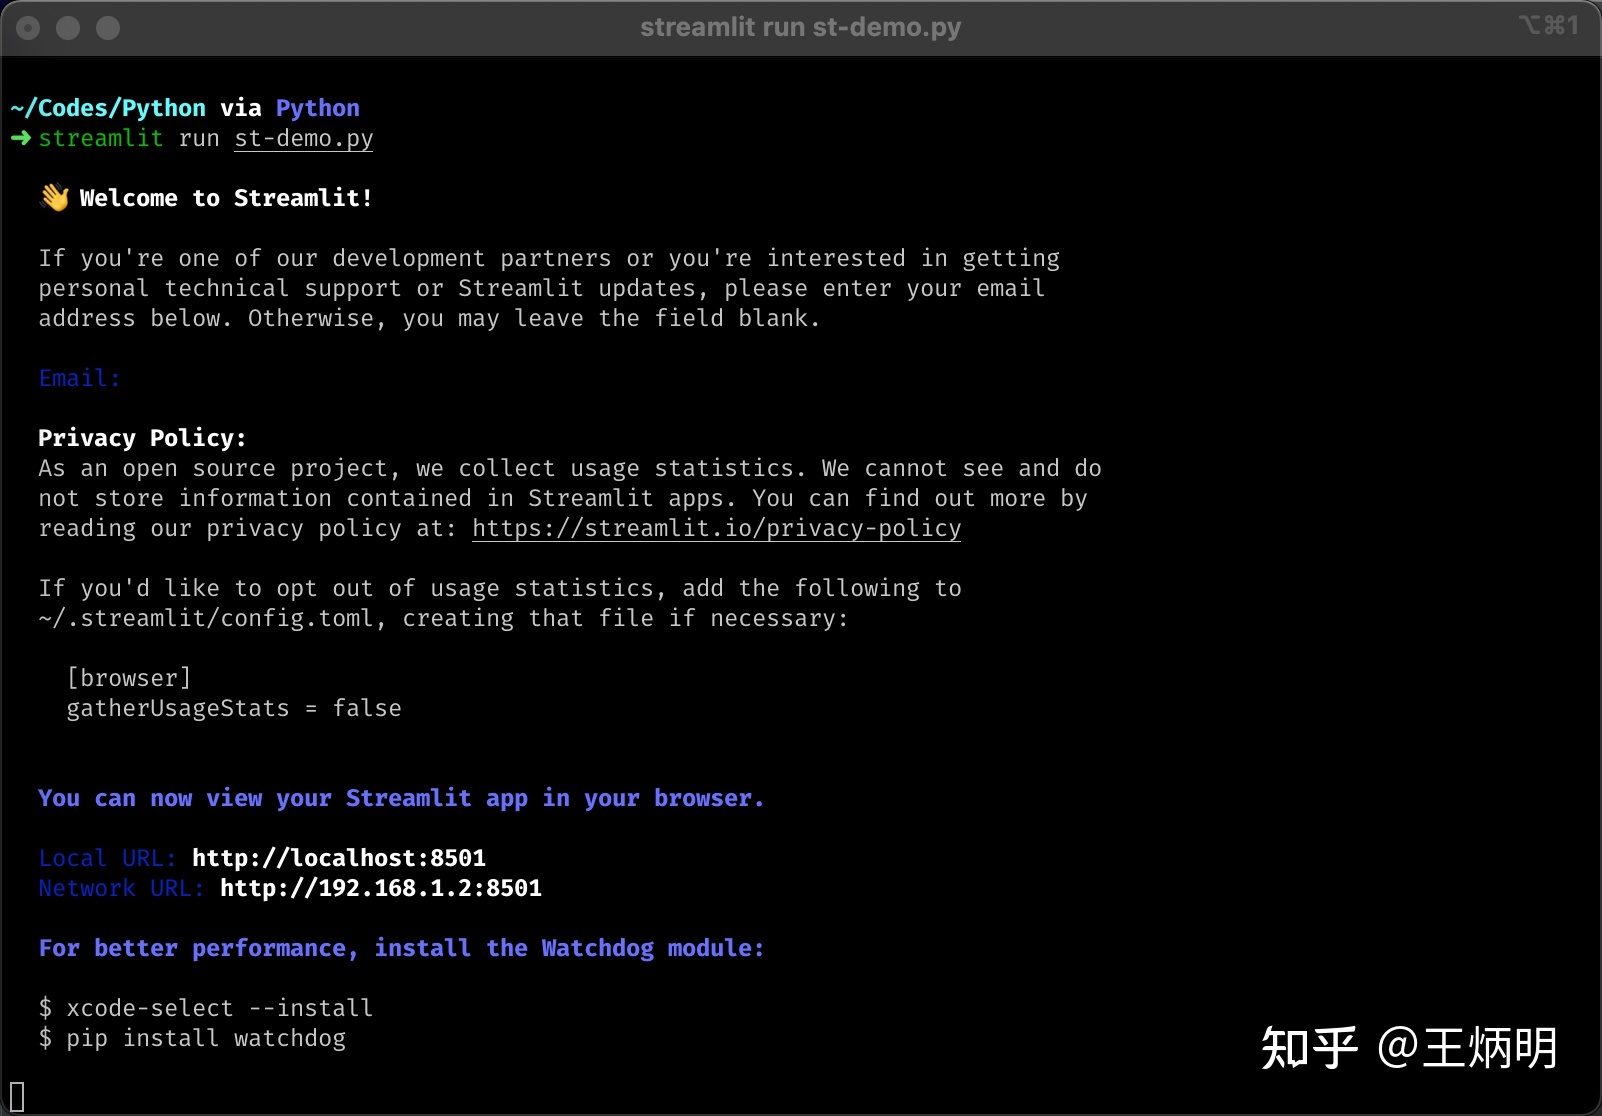 streamlit run st-demo.py
⌥⌘1
~/Codes/Python via Python
➜ streamlit run st-demo.py
👋 Welcome to Streamlit!
If you're one of our development partners or you're interested in getting
personal technical support or Streamlit updates, please enter your email
address below. Otherwise, you may leave the field blank.
Email:
Privacy Policy:
As an open source project, we collect usage statistics. We cannot see and do
not store information contained in Streamlit apps. You can find out more by
reading our privacy policy at: https://streamlit.io/privacy-policy
If you'd like to opt out of usage statistics, add the following to
~/.streamlit/config.toml, creating that file if necessary:
[browser]
gatherUsageStats = false
You can now view your Streamlit app in your browser.
Local URL: http://localhost:8501
Network URL: http://192.168.1.2:8501
For better performance, install the Watchdog module:
$ xcode-select --install
$ pip install watchdog
知乎 @王炳明